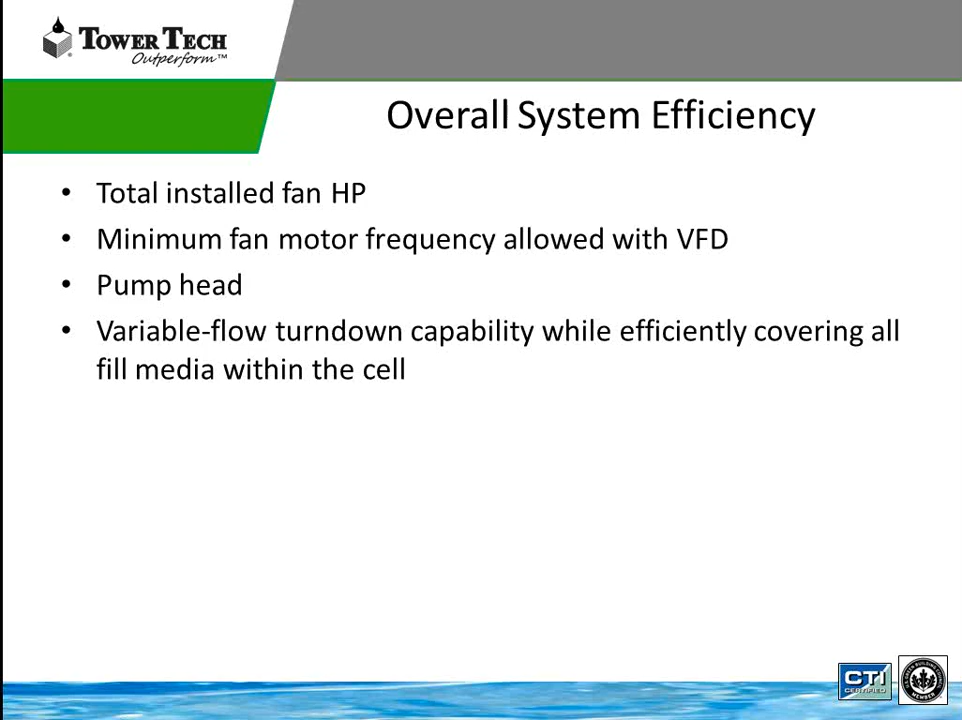 TOWER TECH
Outperform™
Overall System Efficiency
• Total installed fan HP
• Minimum fan motor frequency allowed with VFD
• Pump head
• Variable-flow turndown capability while efficiently covering all
fill media within the cell
CTI
CERTIFIED
MEMBER